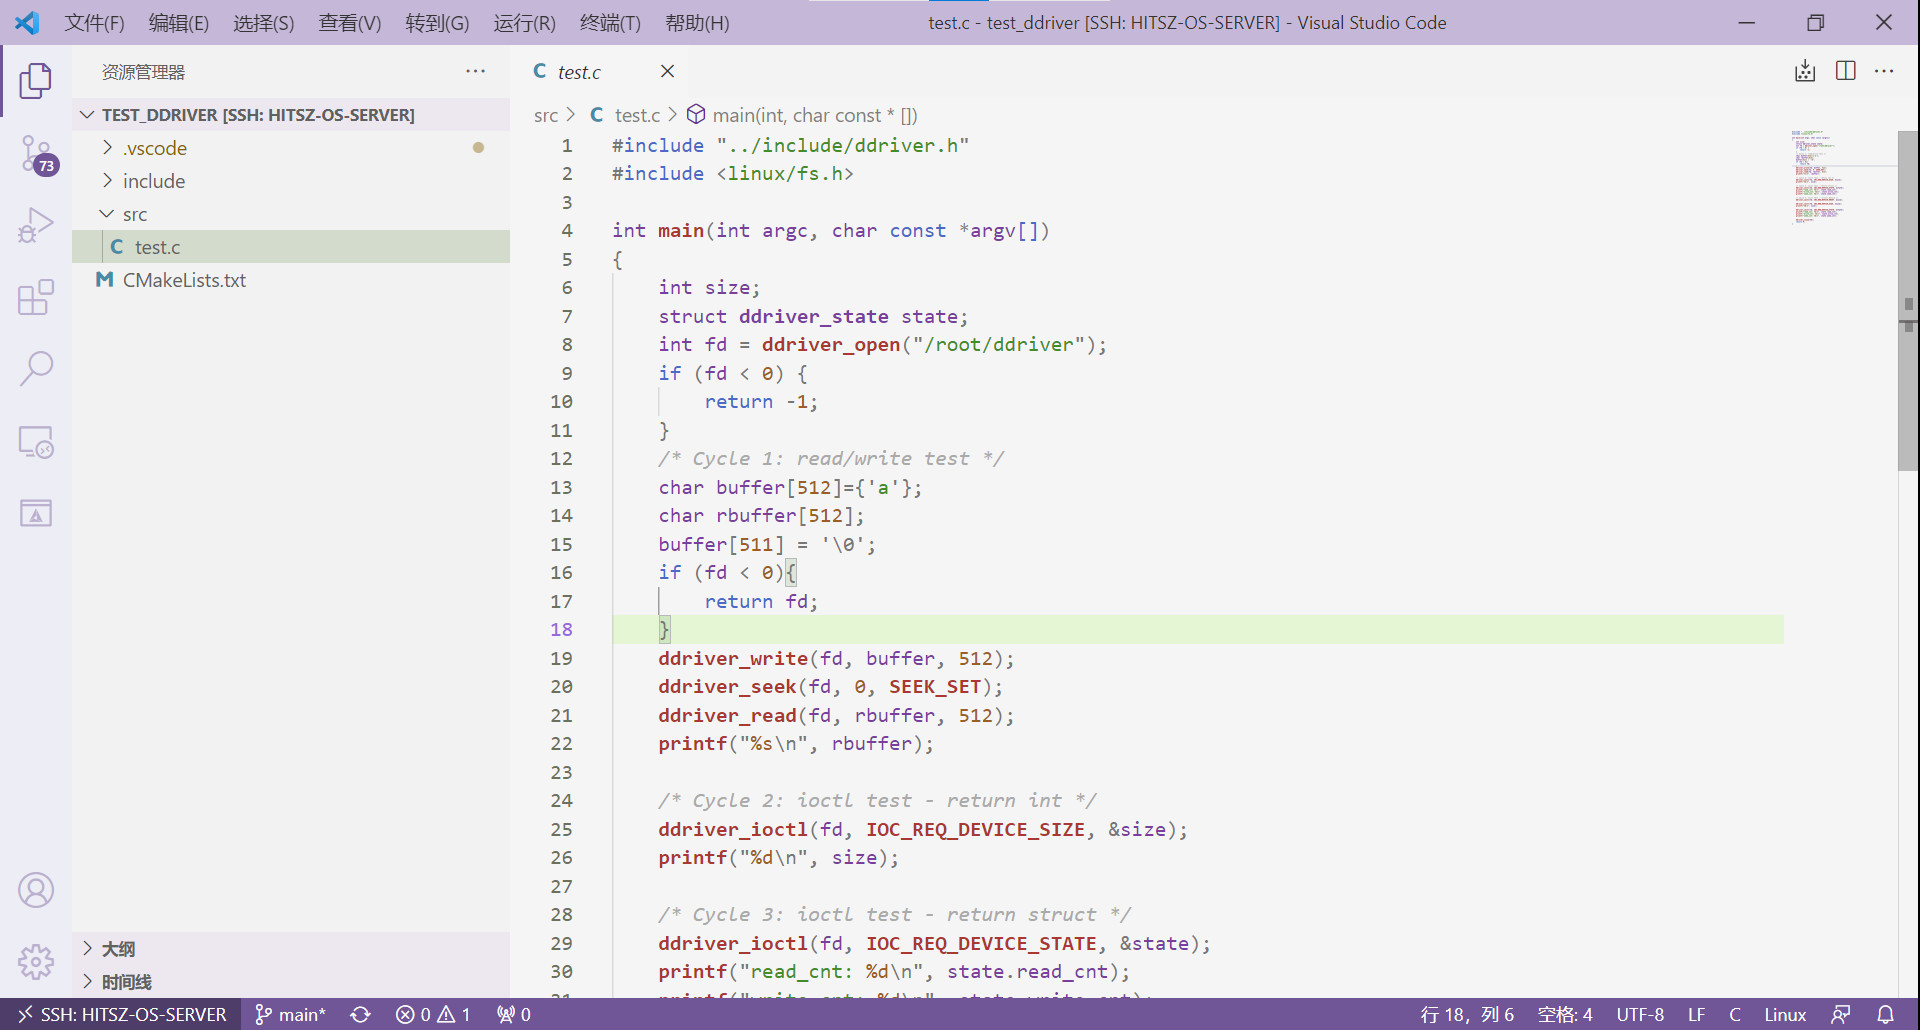 文件(F) 编辑(E) 选择(S) 查看(V) 转到(G) 运行(R) 终端(T) 帮助(H) test.c - test_ddriver [SSH: HITSZ-OS-SERVER] - Visual Studio Code
73
资源管理器
TEST_DDRIVER [SSH: HITSZ-OS-SERVER]
.vscode
include
src
C test.c
M CMakeLists.txt
大纲
时间线
C test.c
src > C test.c > main(int, char const * [])
1 #include "../include/ddriver.h"
2 #include <linux/fs.h>
3
4 int main(int argc, char const *argv[])
5 {
6     int size;
7     struct ddriver_state state;
8     int fd = ddriver_open("/root/ddriver");
9     if (fd < 0) {
10         return -1;
11     }
12     /* Cycle 1: read/write test */
13     char buffer[512]={'a'};
14     char rbuffer[512];
15     buffer[511] = '\0';
16     if (fd < 0){
17         return fd;
18     }
19     ddriver_write(fd, buffer, 512);
20     ddriver_seek(fd, 0, SEEK_SET);
21     ddriver_read(fd, rbuffer, 512);
22     printf("%s\n", rbuffer);
23
24     /* Cycle 2: ioctl test - return int */
25     ddriver_ioctl(fd, IOC_REQ_DEVICE_SIZE, &size);
26     printf("%d\n", size);
27
28     /* Cycle 3: ioctl test - return struct */
29     ddriver_ioctl(fd, IOC_REQ_DEVICE_STATE, &state);
30     printf("read_cnt: %d\n", state.read_cnt);
31     printf("write_cnt: %d\n", state.write_cnt);
SSH: HITSZ-OS-SERVER main* 0 1 0 行 18，列 6 空格: 4 UTF-8 LF C Linux